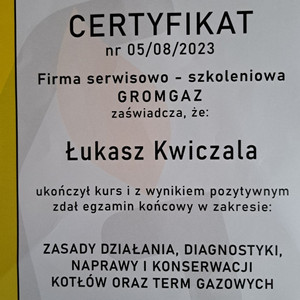 CERTYFIKAT
nr 05/08/2023
Firma serwisowo - szkoleniowa
GROMGAZ
zaświadcza, że:
Łukasz Kwiczala
ukończył kurs i z wynikiem pozytywnym
zdał egzamin końcowy w zakresie:
ZASADY DZIAŁANIA, DIAGNOSTYKI,
NAPRAWY I KONSERWACJI
KOTŁÓW ORAZ TERM GAZOWYCH